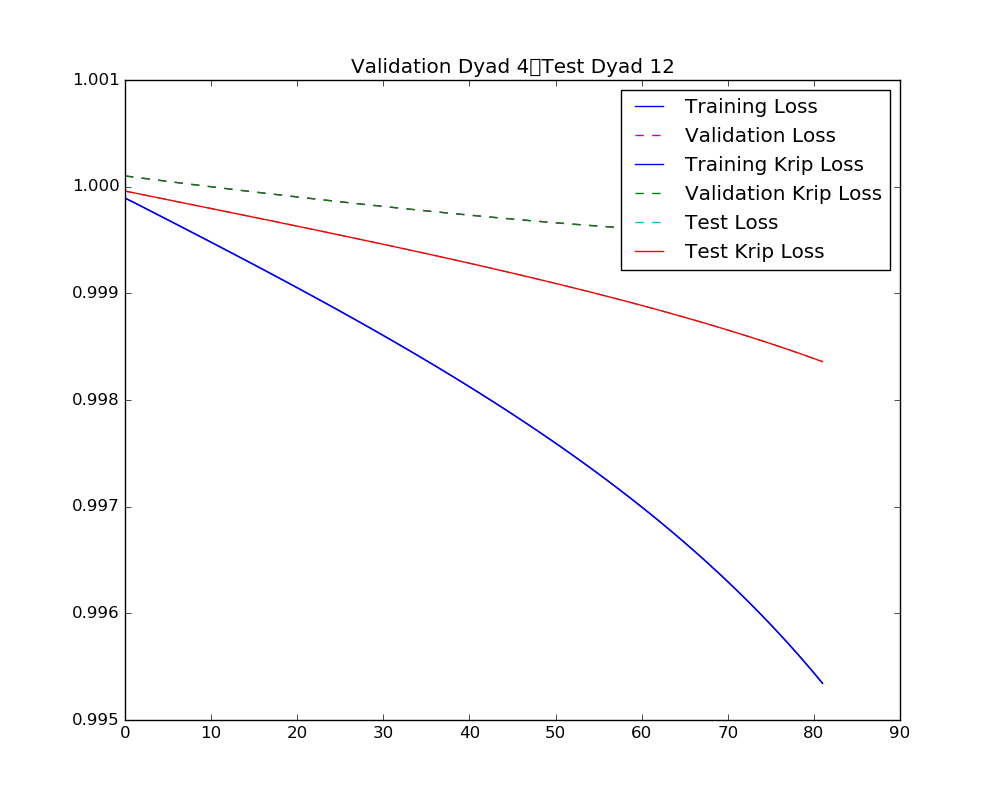 Validation Dyad 4▯Test Dyad 12
1.001
1.000
0.999
0.998
0.997
0.996
0.995
0 10 20 30 40 50 60 70 80 90
Training Loss
Validation Loss
Training Krip Loss
Validation Krip Loss
Test Loss
Test Krip Loss